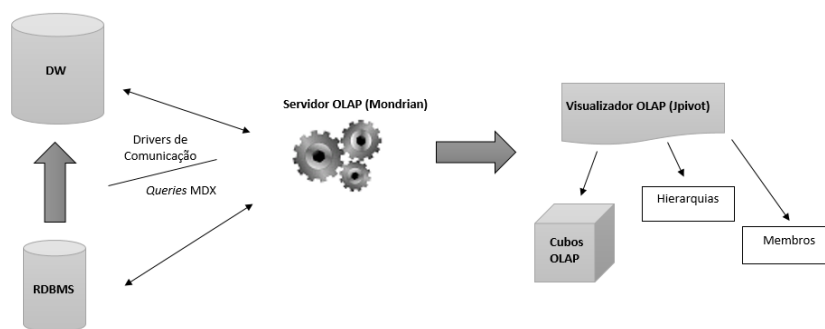 DW
Drivers de
Comunicação
Queries MDX
RDBMS
Servidor OLAP (Mondrian)
Visualizador OLAP (Jpivot)
Cubos
OLAP
Hierarquias
Membros